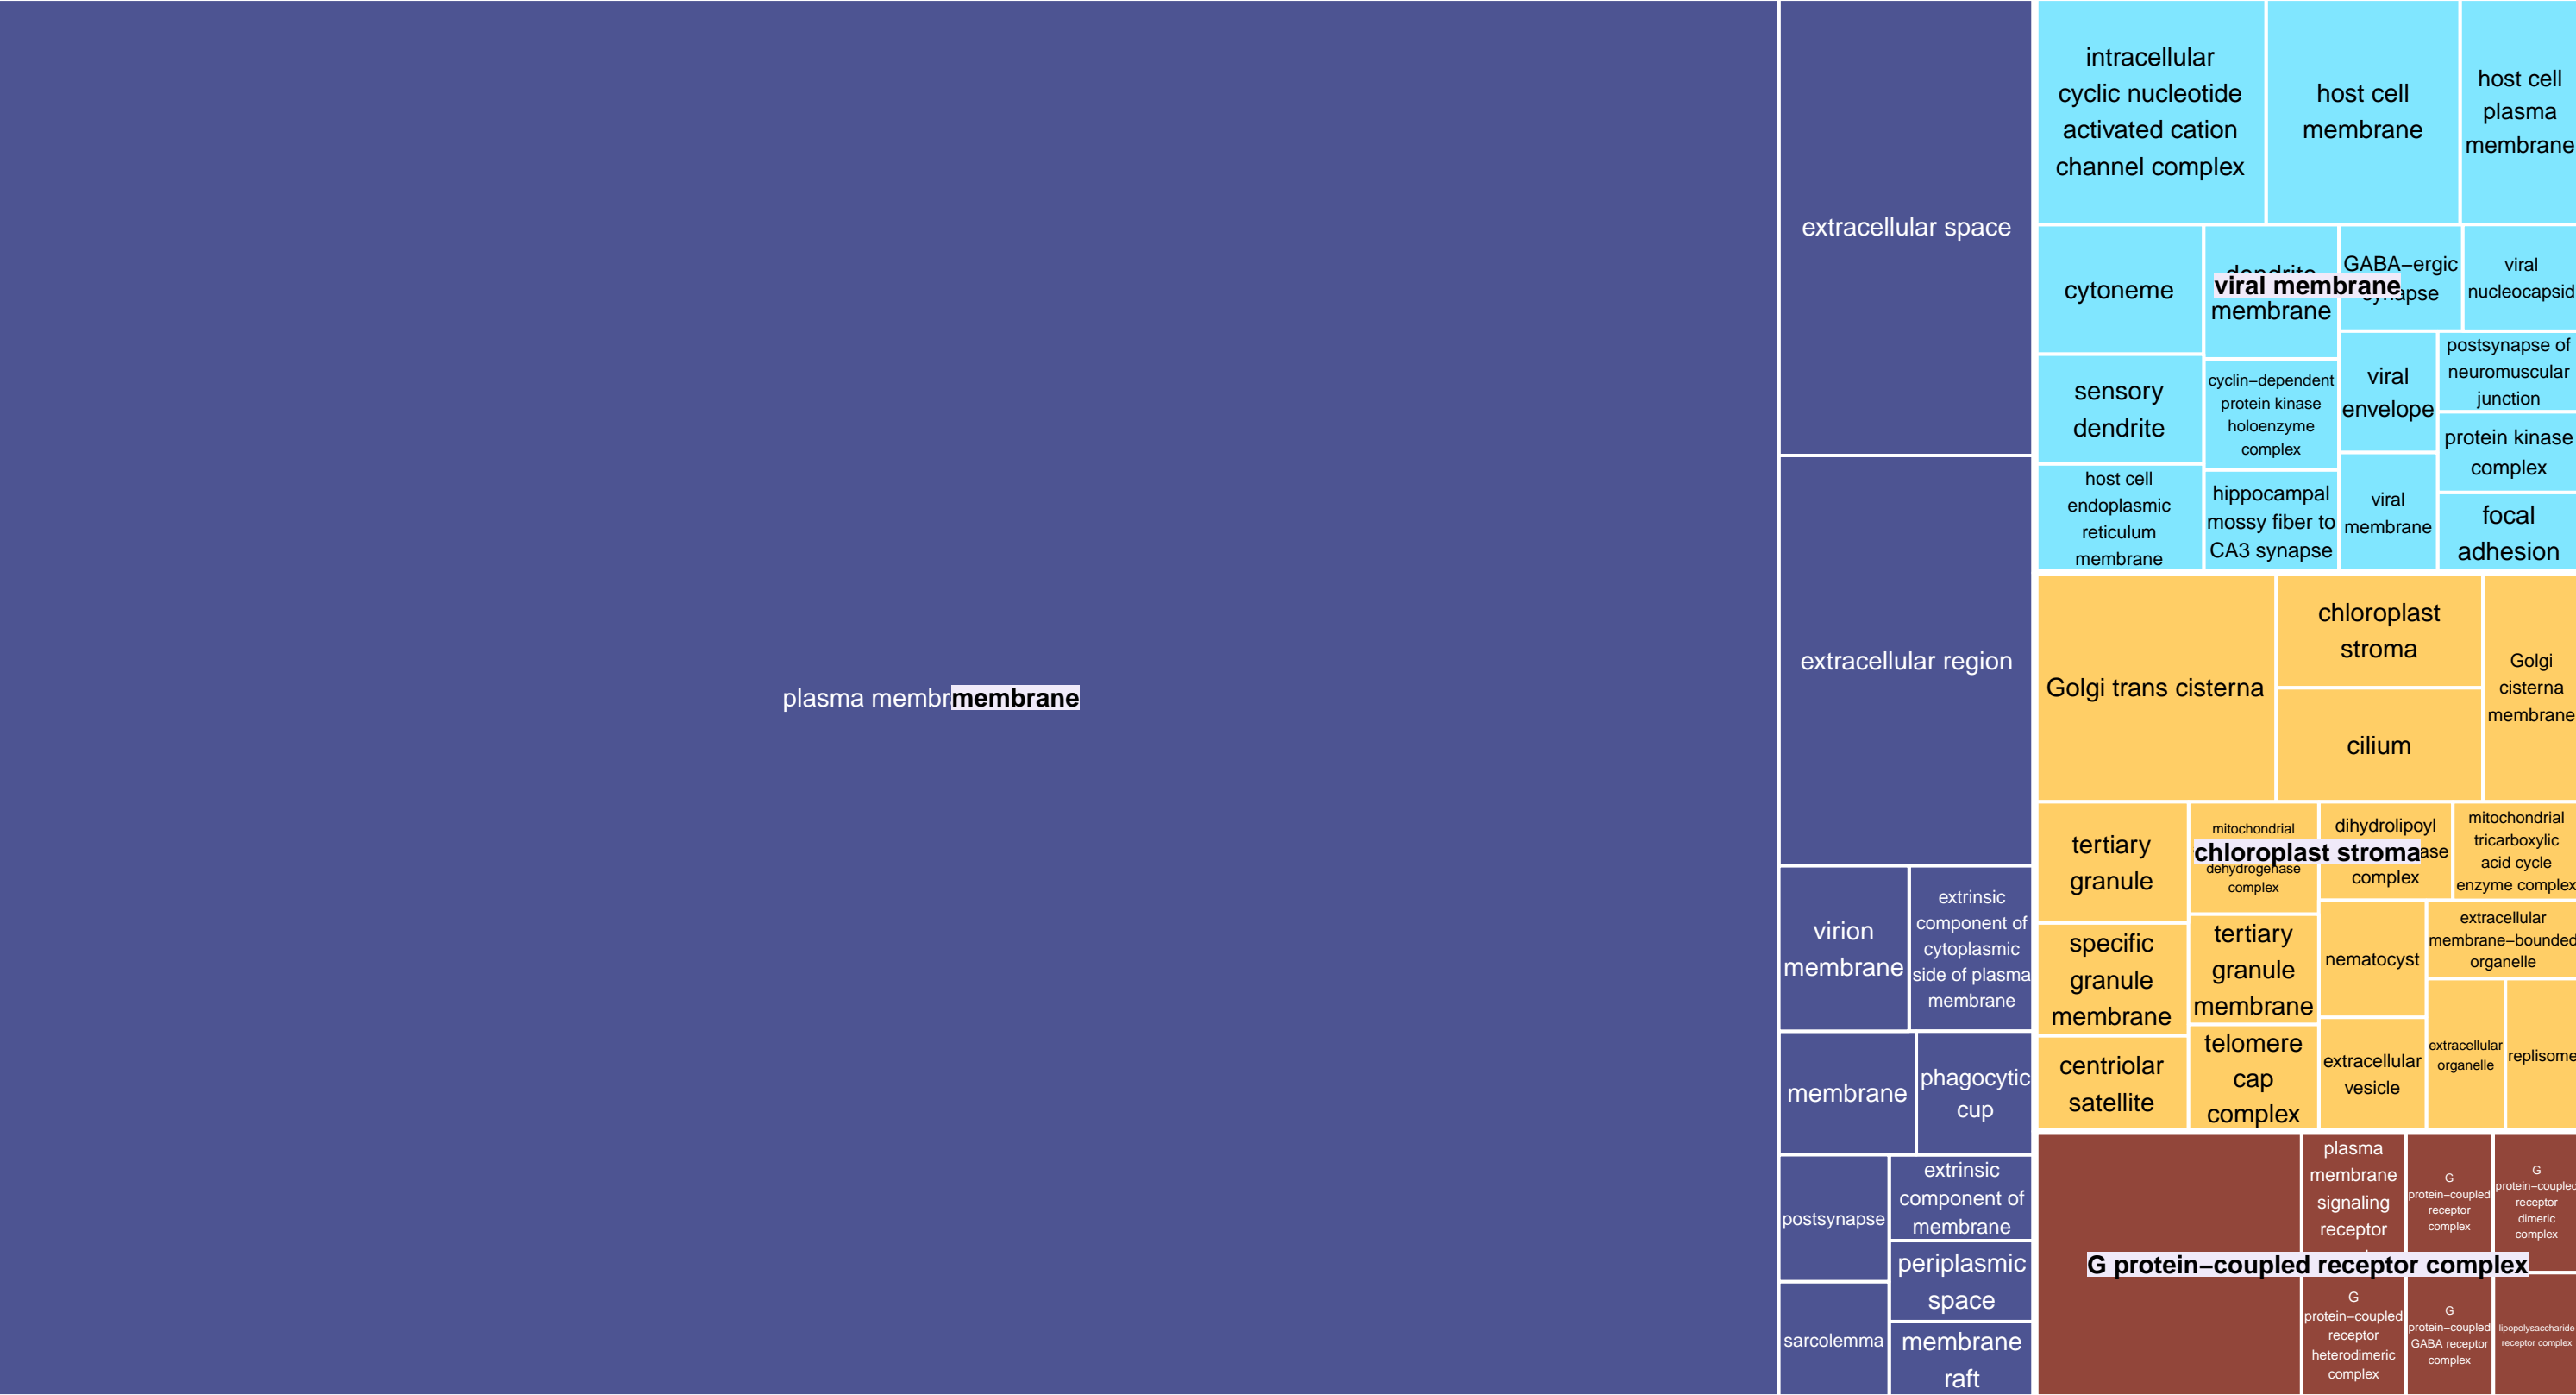 plasma membr
membrane
extracellular space
extracellular region
virion
membrane
extrinsic
component of
cytoplasmic
side of plasma
membrane
membrane
phagocytic
cup
postsynapse
extrinsic
component of
membrane
periplasmic
space
sarcolemma
membrane
raft
intracellular
cyclic nucleotide
activated cation
channel complex
host cell
membrane
host cell
plasma
membrane
cytoneme
dendrite
membrane
viral membrane
GABA−ergic
synapse
viral
nucleocapsid
sensory
dendrite
cyclin−dependent
protein kinase
holoenzyme
complex
viral
envelope
postsynapse of
neuromuscular
junction
protein kinase
complex
host cell
endoplasmic
reticulum
membrane
hippocampal
mossy fiber to
CA3 synapse
viral
membrane
focal
adhesion
Golgi trans cisterna
chloroplast
stroma
cilium
Golgi
cisterna
membrane
tertiary
granule
mitochondrial
dehydrogenase
complex
chloroplast stroma
dihydrolipoyl
ase
complex
mitochondrial
tricarboxylic
acid cycle
enzyme complex
specific
granule
membrane
tertiary
granule
membrane
nematocyst
extracellular
membrane−bounded
organelle
centriolar
satellite
telomere
cap
complex
extracellular
vesicle
extracellular
organelle
replisome
plasma
membrane
signaling
receptor
G
protein−coupled
receptor
complex
G
protein−coupled
receptor
dimeric
complex
G protein−coupled receptor complex
G
protein−coupled
receptor
heterodimeric
complex
G
protein−coupled
GABA receptor
complex
lipopolysaccharide
receptor complex